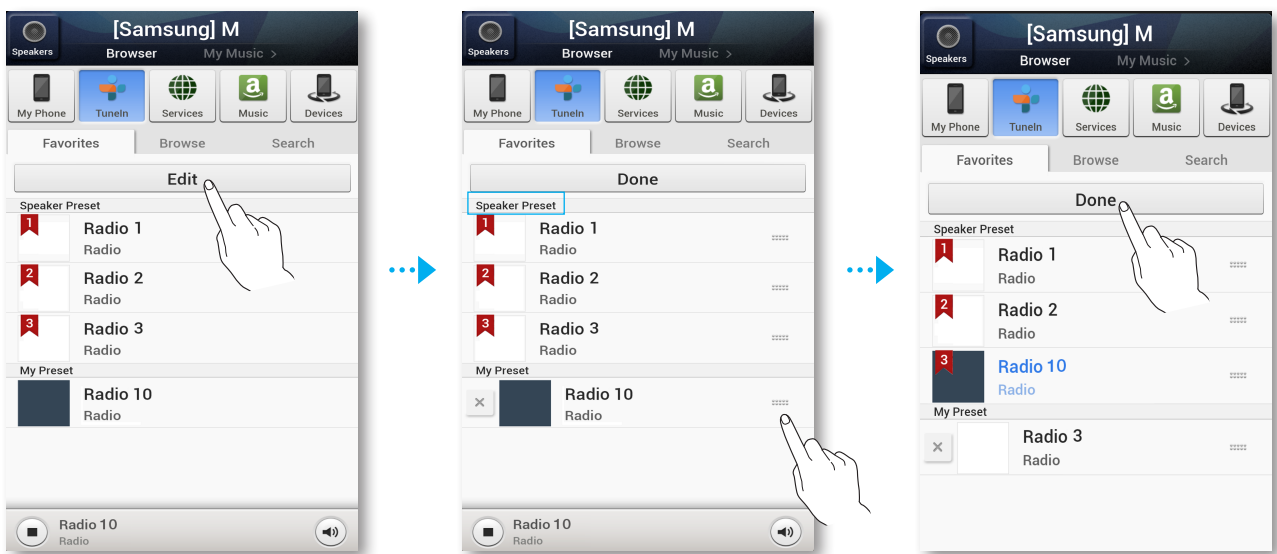 [Samsung] M
Speakers
Browser
My Music >
My Phone
TuneIn
Services
a
Music
Devices
Favorites
Browse
Search
Edit
Speaker Preset
1
Radio 1
Radio
2
Radio 2
Radio
3
Radio 3
Radio
My Preset
Radio 10
Radio
Radio 10
Radio
[Samsung] M
Speakers
Browser
My Music >
My Phone
TuneIn
Services
a
Music
Devices
Favorites
Browse
Search
Done
Speaker Preset
1
Radio 1
Radio
2
Radio 2
Radio
3
Radio 3
Radio
My Preset
Radio 10
Radio
Radio 10
Radio
[Samsung] M
Speakers
Browser
My Music >
My Phone
TuneIn
Services
a
Music
Devices
Favorites
Browse
Search
Done
Speaker Preset
1
Radio 1
Radio
2
Radio 2
Radio
3
Radio 10
Radio
My Preset
Radio 3
Radio